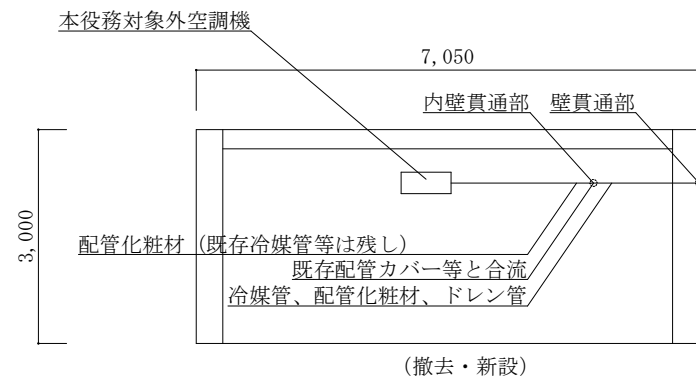 本役務対象外空調機
7,050
内壁貫通部
壁貫通部
3,000
配管化粧材（既存冷媒管等は残し）
既存配管カバー等と合流
冷媒管、配管化粧材、ドレン管
（撤去・新設）